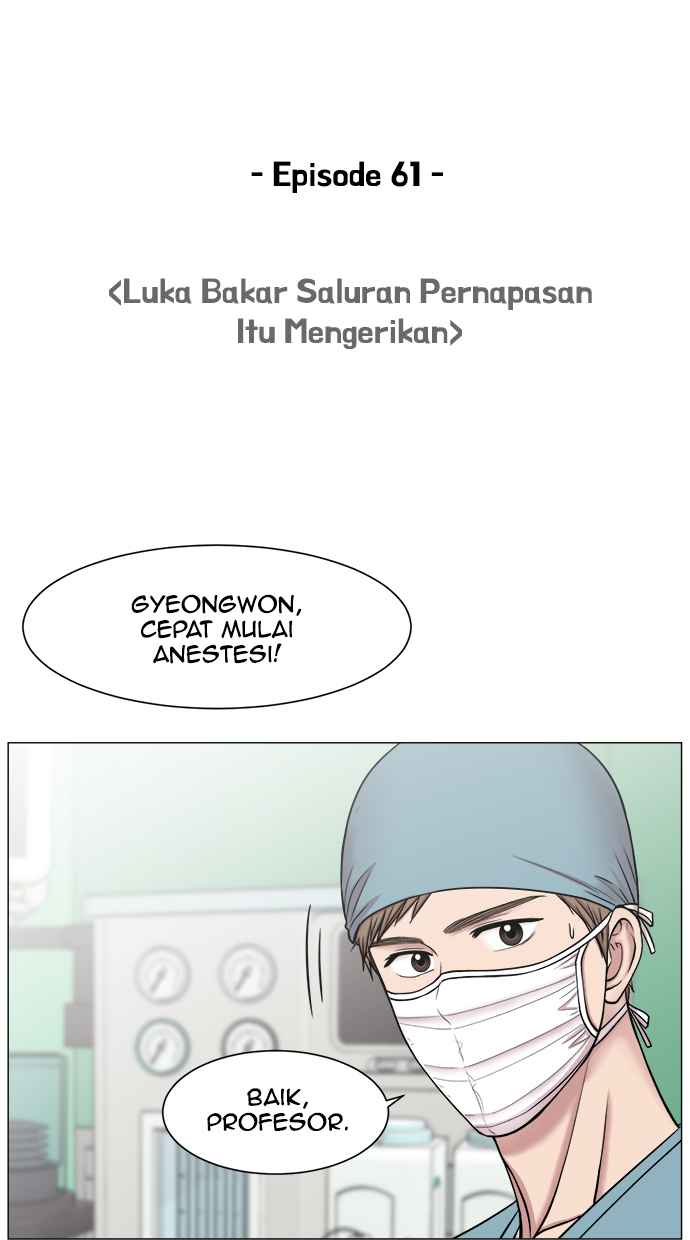 - Episode 61 -
<Luka Bakar Saluran Pernapasan
Itu Mengerikan>
GYEONGWON,
CEPAT MULAI
ANESTESI!
BAIK,
PROFESOR.